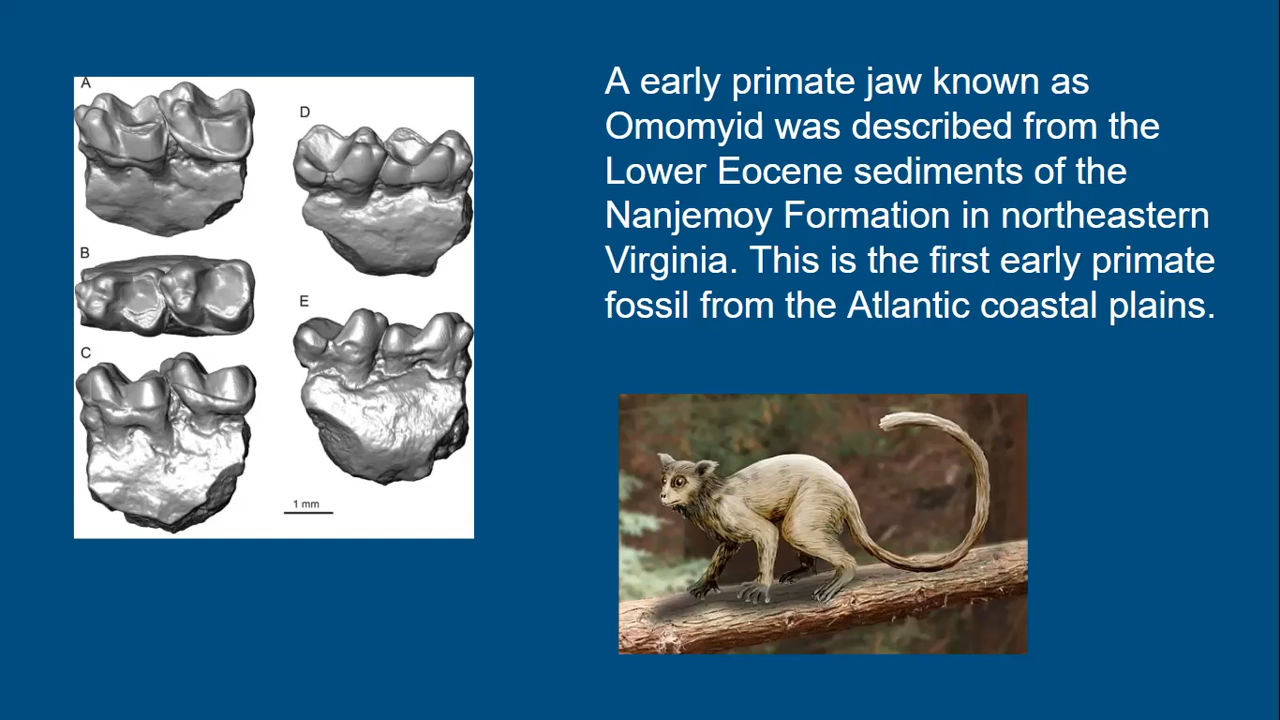 A
B
C
D
E
1 mm
A early primate jaw known as
Omomyid was described from the
Lower Eocene sediments of the
Nanjemoy Formation in northeastern
Virginia. This is the first early primate
fossil from the Atlantic coastal plains.